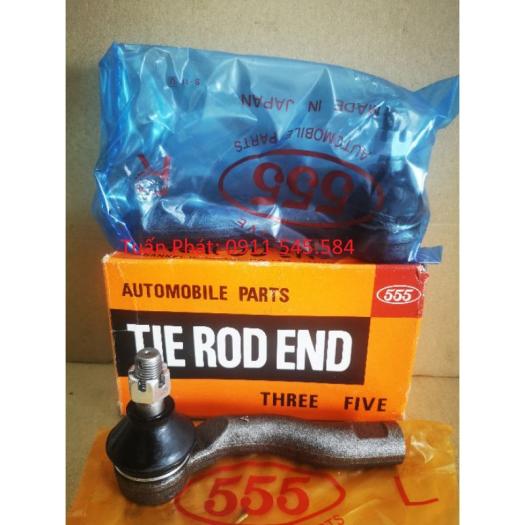 MADE IN JAPAN
AUTOMOBILE PARTS
555
Tuấn Phát: 0911 545 584
AUTOMOBILE PARTS
555
TIE ROD END
THREE FIVE
555
L